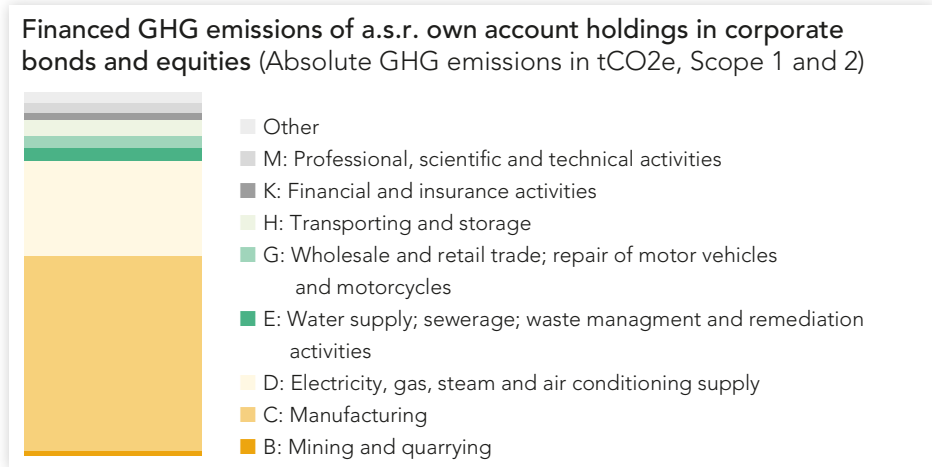 Financed GHG emissions of a.s.r. own account holdings in corporate
bonds and equities (Absolute GHG emissions in tCO2e, Scope 1 and 2)
Other
M: Professional, scientific and technical activities
K: Financial and insurance activities
H: Transporting and storage
G: Wholesale and retail trade; repair of motor vehicles
and motorcycles
E: Water supply; sewerage; waste managment and remediation
activities
D: Electricity, gas, steam and air conditioning supply
C: Manufacturing
B: Mining and quarrying